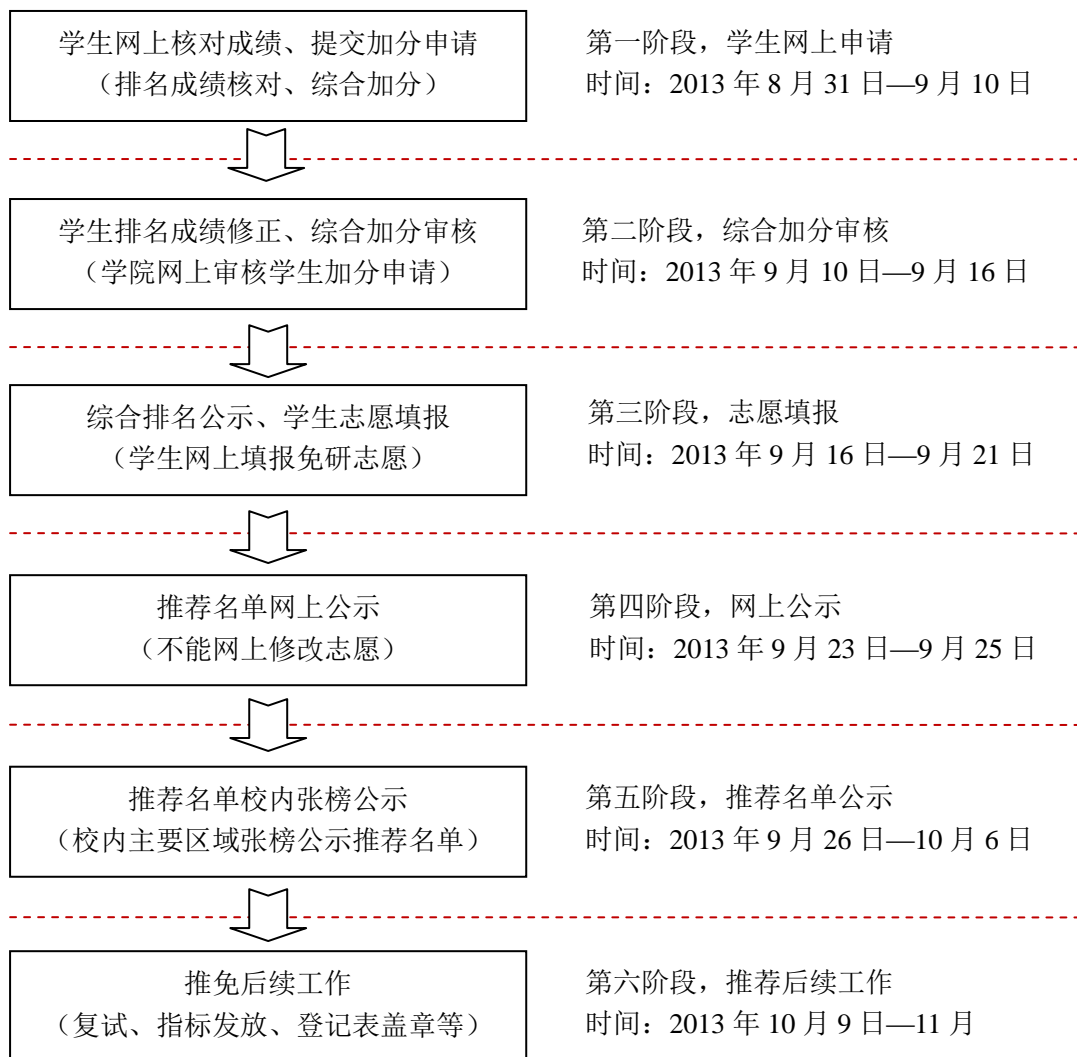 学生网上核对成绩、提交加分申请
（排名成绩核对、综合加分）
第一阶段，学生网上申请
时间：2013 年 8 月 31 日—9 月 10 日
学生排名成绩修正、综合加分审核
（学院网上审核学生加分申请）
第二阶段，综合加分审核
时间：2013 年 9 月 10 日—9 月 16 日
综合排名公示、学生志愿填报
（学生网上填报免研志愿）
第三阶段，志愿填报
时间：2013 年 9 月 16 日—9 月 21 日
推荐名单网上公示
（不能网上修改志愿）
第四阶段，网上公示
时间：2013 年 9 月 23 日—9 月 25 日
推荐名单校内张榜公示
（校内主要区域张榜公示推荐名单）
第五阶段，推荐名单公示
时间：2013 年 9 月 26 日—10 月 6 日
推免后续工作
（复试、指标发放、登记表盖章等）
第六阶段，推荐后续工作
时间：2013 年 10 月 9 日—11 月